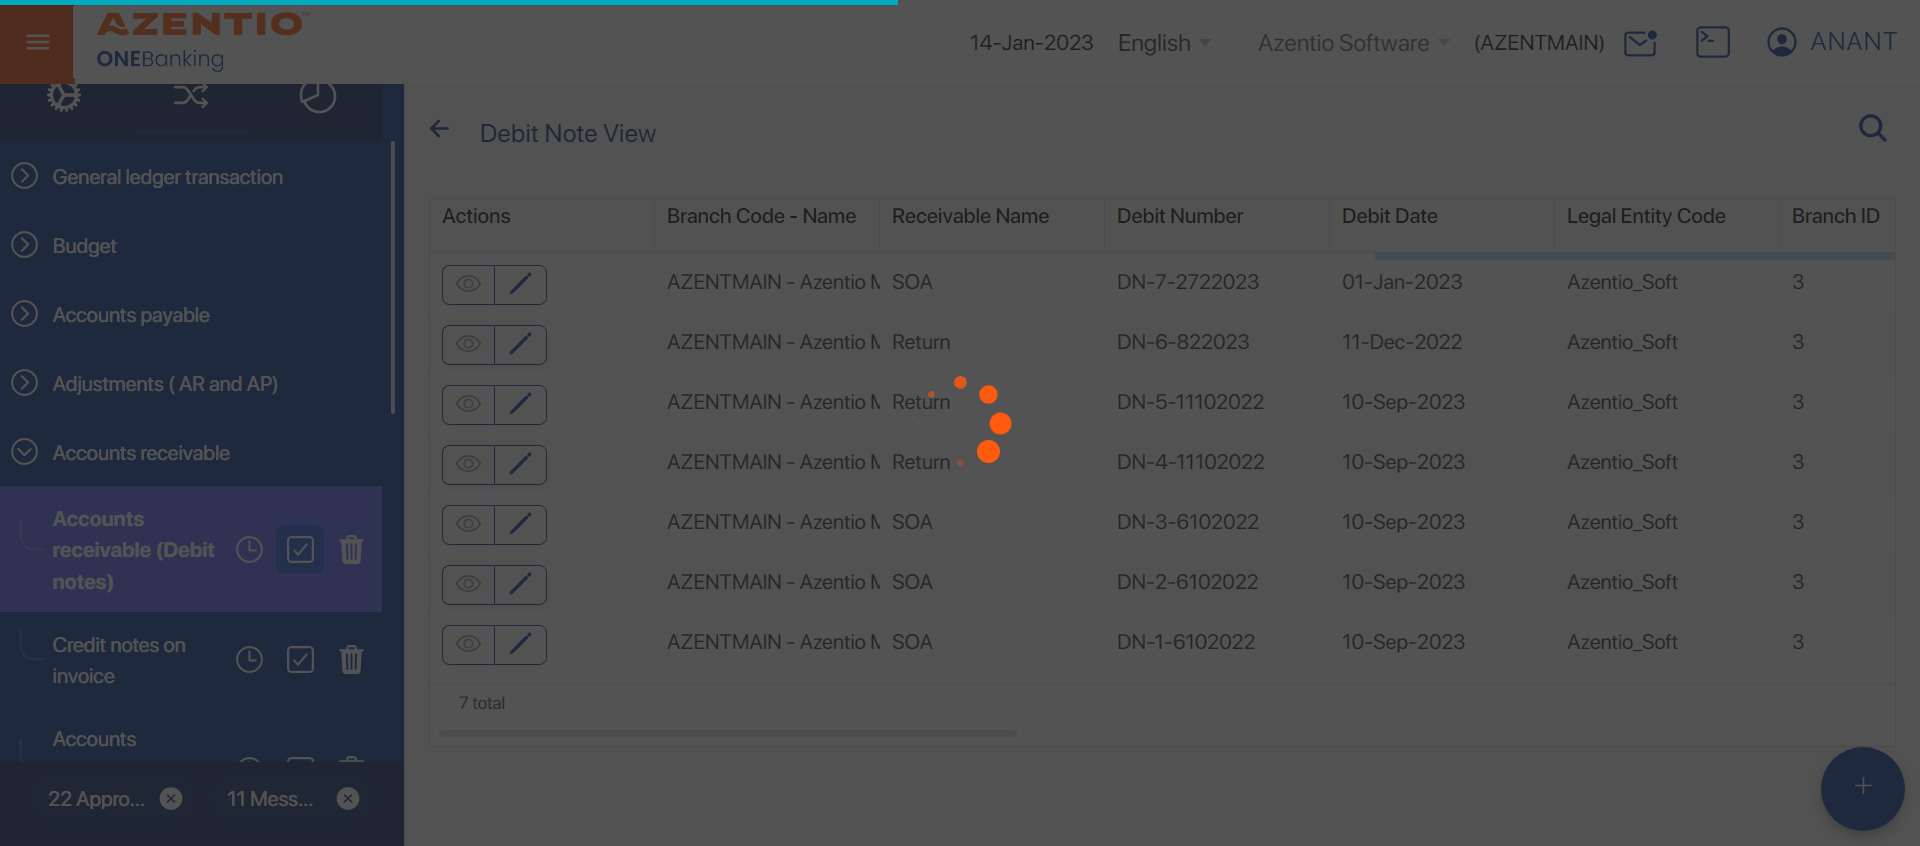 AZENTIO™
ONEBanking
14-Jan-2023 English Azentio Software (AZENTMAIN) ANANT
General ledger transaction
Budget
Accounts payable
Adjustments ( AR and AP)
Accounts receivable
Accounts
receivable (Debit
notes)
Credit notes on
invoice
Accounts
22 Appro...
11 Mess...
Debit Note View
Actions Branch Code - Name Receivable Name Debit Number Debit Date Legal Entity Code Branch ID
AZENTMAIN - Azentio M SOA DN-7-2722023 01-Jan-2023 Azentio_Soft 3
AZENTMAIN - Azentio M Return DN-6-822023 11-Dec-2022 Azentio_Soft 3
AZENTMAIN - Azentio M Return DN-5-11102022 10-Sep-2023 Azentio_Soft 3
AZENTMAIN - Azentio M Return DN-4-11102022 10-Sep-2023 Azentio_Soft 3
AZENTMAIN - Azentio M SOA DN-3-6102022 10-Sep-2023 Azentio_Soft 3
AZENTMAIN - Azentio M SOA DN-2-6102022 10-Sep-2023 Azentio_Soft 3
AZENTMAIN - Azentio M SOA DN-1-6102022 10-Sep-2023 Azentio_Soft 3
7 total